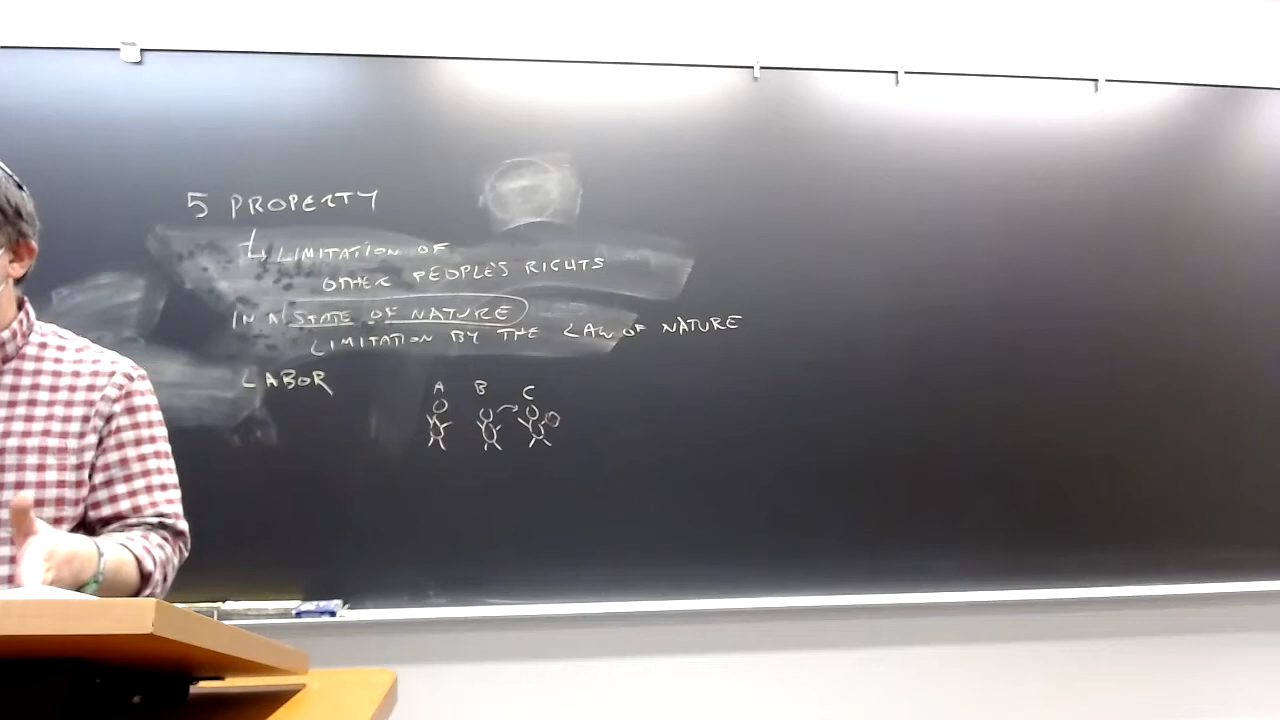 5 PROPERTY
↳ LIMITATION OF
OTHER PEOPLE'S RIGHTS
IN A STATE OF NATURE
LIMITATION BY THE LAW OF NATURE
LABOR
A B C